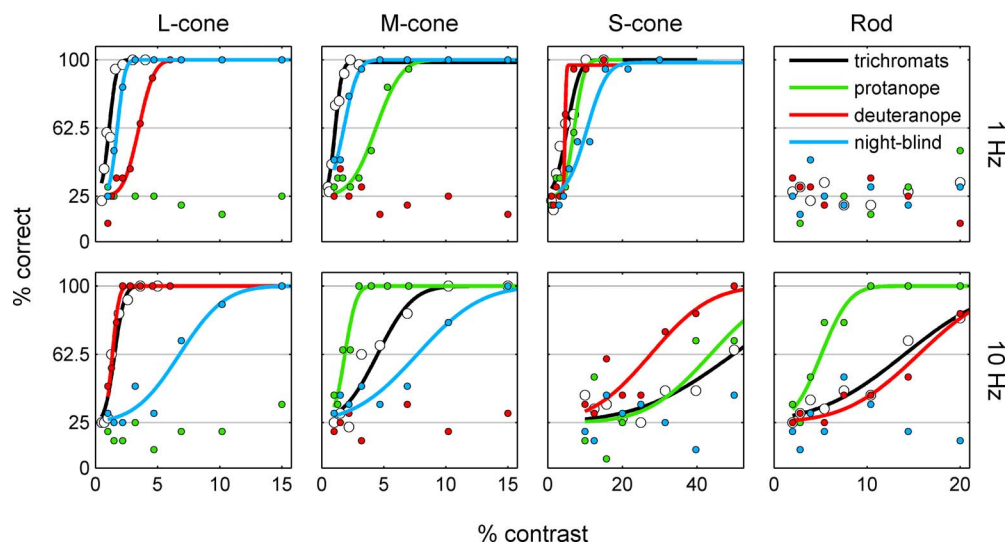 L-cone M-cone S-cone Rod
100
62.5
25
0
trichromats
protanope
deuteranope
night-blind
1 Hz
% correct
100
62.5
25
0
10 Hz
0 5 10 15 0 5 10 15 0 20 40 0 5 10 15 20
% contrast